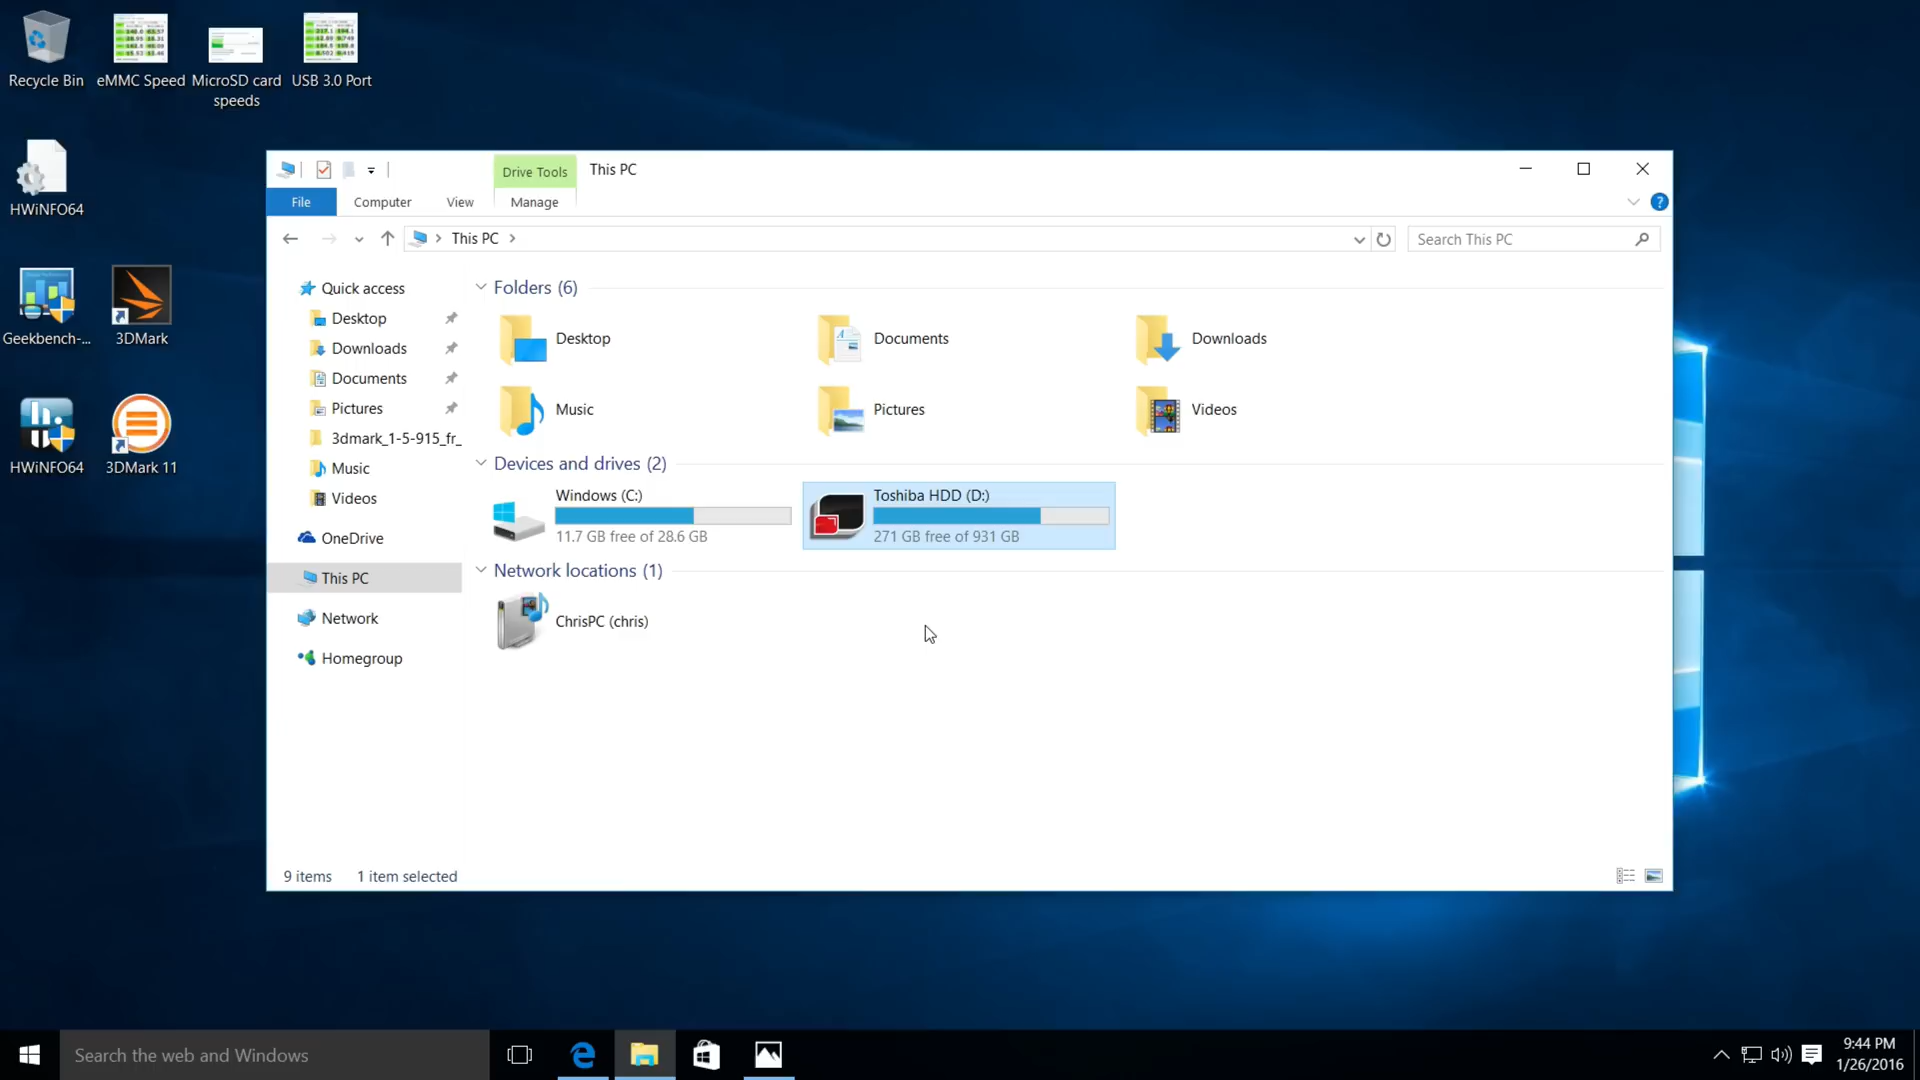 Recycle Bin
eMMC Speed
MicroSD card
speeds
USB 3.0 Port
HWiNFO64
Geekbench-...
3DMark
HWiNFO64
3DMark 11
Drive Tools
This PC
File
Computer
View
Manage
This PC
Search This PC
Quick access
Desktop
Downloads
Documents
Pictures
3dmark_1-5-915_fr_
Music
Videos
OneDrive
This PC
Network
Homegroup
Folders (6)
Desktop
Documents
Downloads
Music
Pictures
Videos
Devices and drives (2)
Windows (C:)
11.7 GB free of 28.6 GB
Toshiba HDD (D:)
271 GB free of 931 GB
Network locations (1)
ChrisPC (chris)
9 items
1 item selected
Search the web and Windows
9:44 PM
1/26/2016